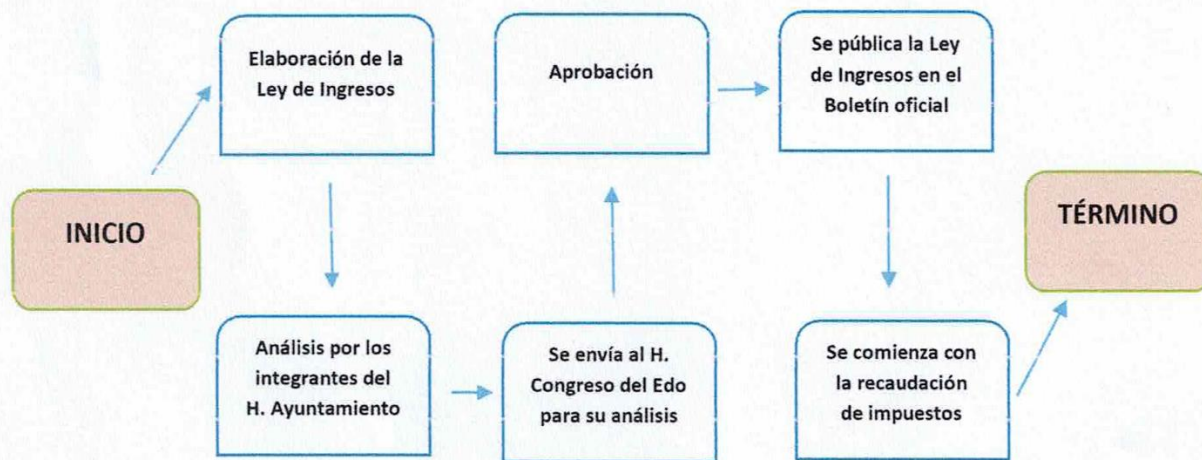 INICIO
Elaboración de la
Ley de Ingresos
Análisis por los
integrantes del
H. Ayuntamiento
Se envía al H.
Congreso del Edo
para su análisis
Aprobación
Se pública la Ley
de Ingresos en el
Boletín oficial
Se comienza con
la recaudación
de impuestos
TÉRMINO